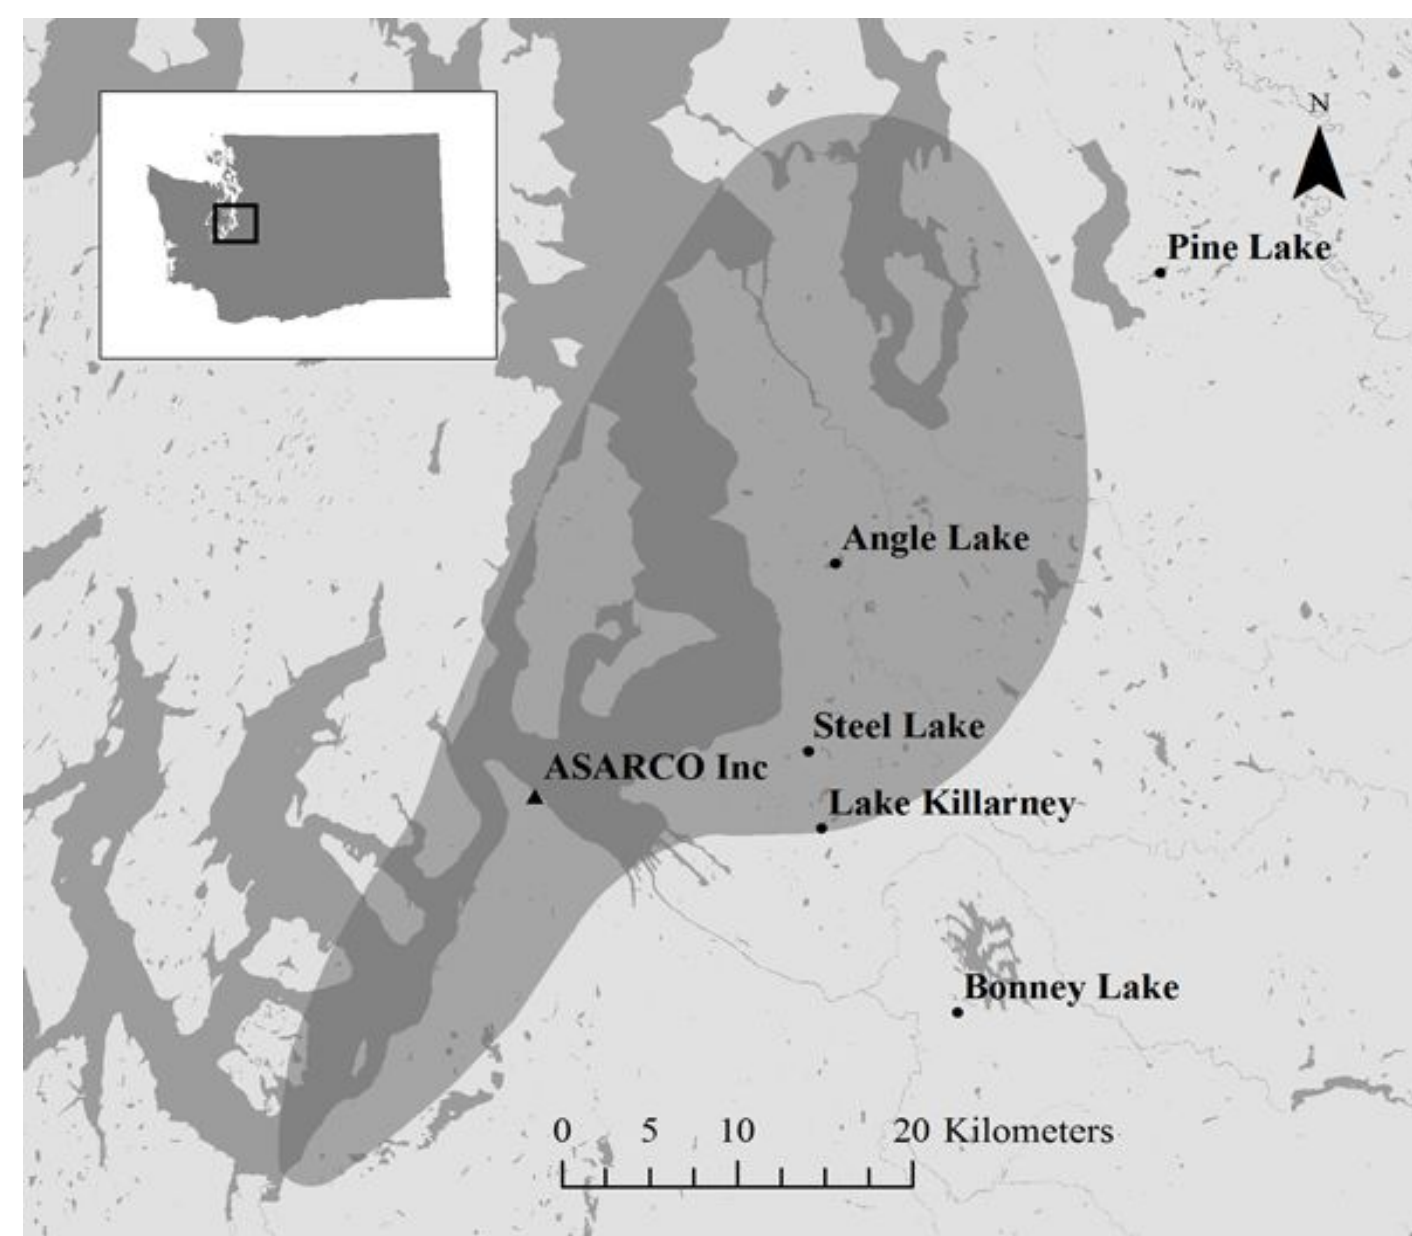 N
Pine Lake
Angle Lake
Steel Lake
ASARCO Inc
Lake Killarney
Bonney Lake
0 5 10 20 Kilometers